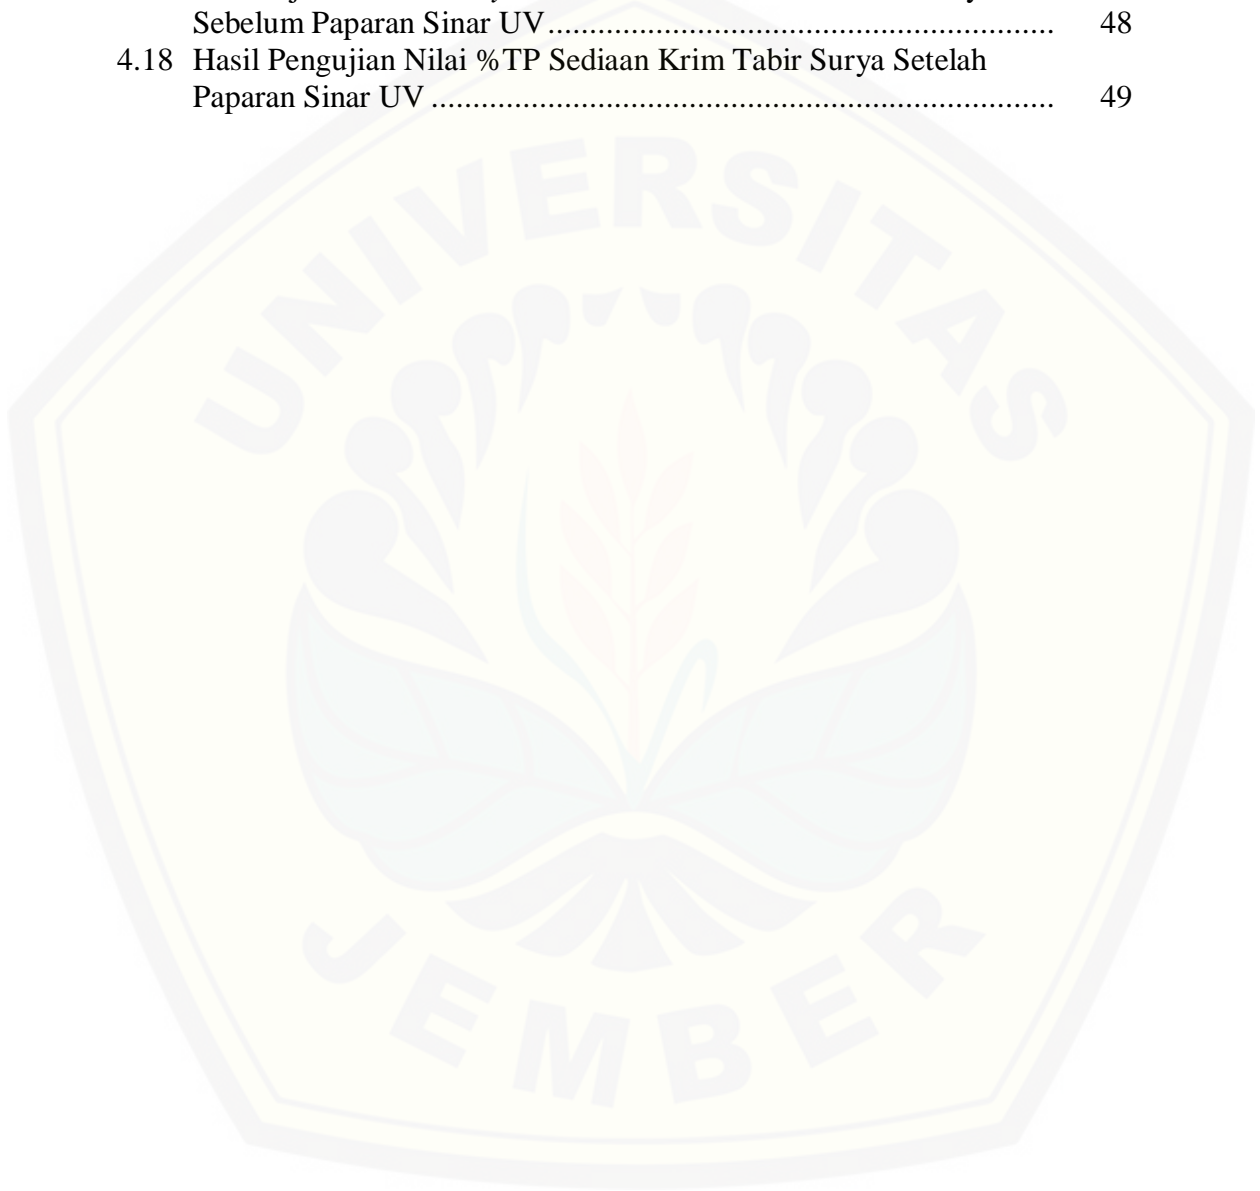 Sebelum Paparan Sinar UV............................................................. 48
4.18 Hasil Pengujian Nilai %TP Sediaan Krim Tabir Surya Setelah
Paparan Sinar UV ........................................................................... 49
UNIVERSITAS
JEMBER